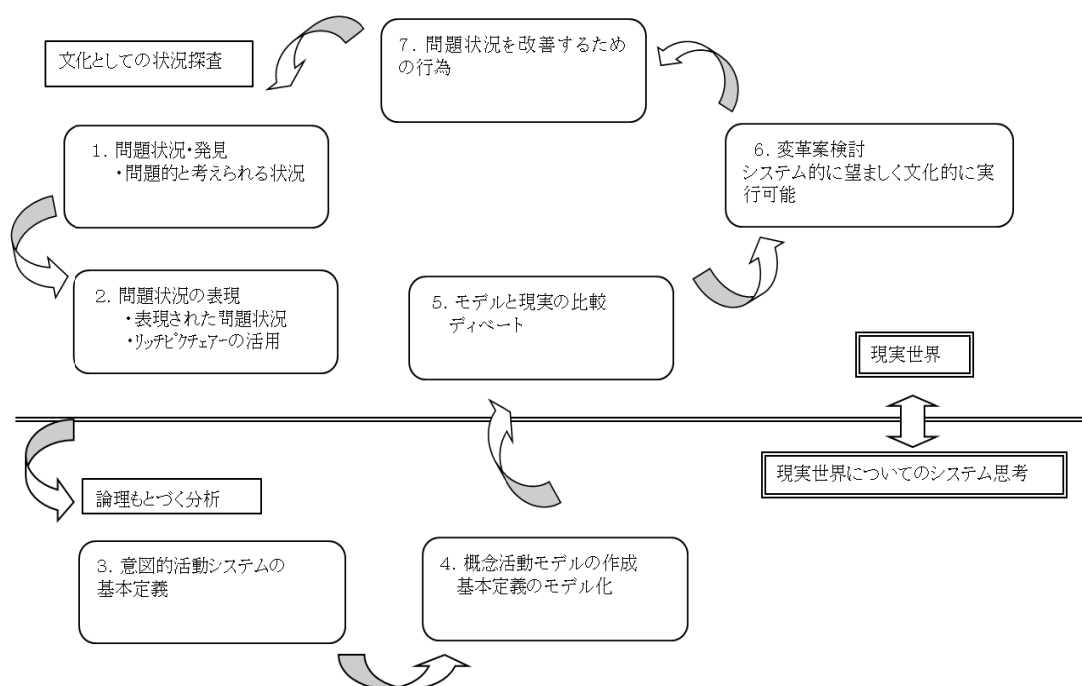 文化としての状況探査
7．問題状況を改善するため
の行為
1．問題状況・発見
・問題的と考えられる状況
6．変革案検討
システム的に望ましく文化的に実
行可能
2．問題状況の表現
・表現された問題状況
・ﾘｯﾁﾋﾟｸﾁｪｱｰの活用
5．モデルと現実の比較
ディベート
現実世界
現実世界についてのシステム思考
論理もとづく分析
3．意図的活動システムの
基本定義
4．概念活動モデルの作成
基本定義のモデル化